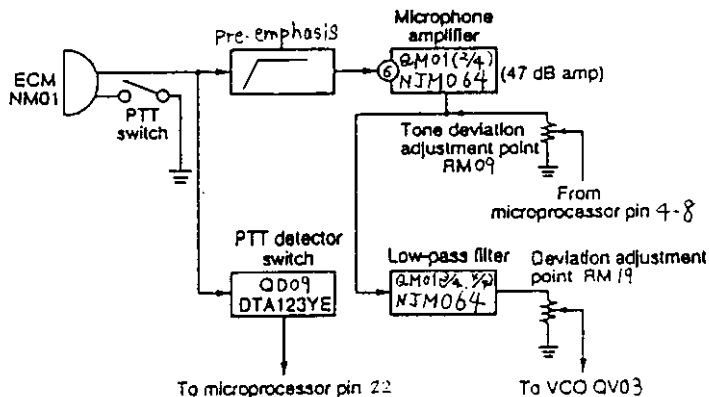 Pre-emphasis
Microphone
amplifier
ECM
NM01
PTT
switch
6
QM01(2/4)
NJM064
(47 dB amp)
Tone deviation
adjustment point
RM09
From
microprocessor pin 4-8
PTT detector
switch
QD09
DTA123YE
Low-pass filter
NJM064
Deviation adjustment
point RM19
To microprocessor pin 22
To VCO QV03